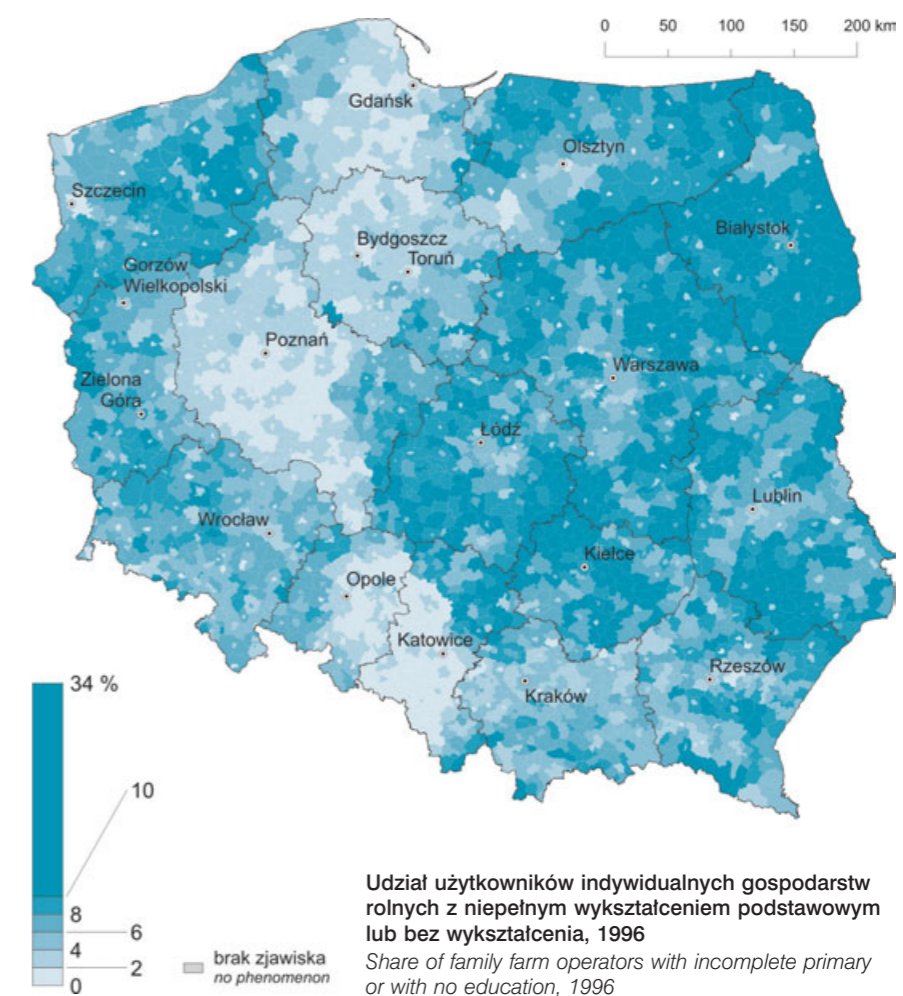 0 50 100 150 200 km
Gdańsk
Olsztyn
Szczecin
Białystok
Bydgoszcz
Toruń
Gorzów
Wielkopolski
Poznań
Warszawa
Zielona
Góra
Łódź
Lublin
Wrocław
Kielce
Opole
Katowice
Rzeszów
Kraków
34 %
10
8
6
4
2
0
brak zjawiska
no phenomenon
Udział użytkowników indywidualnych gospodarstw
rolnych z niepełnym wykształceniem podstawowym
lub bez wykształcenia, 1996
Share of family farm operators with incomplete primary
or with no education, 1996